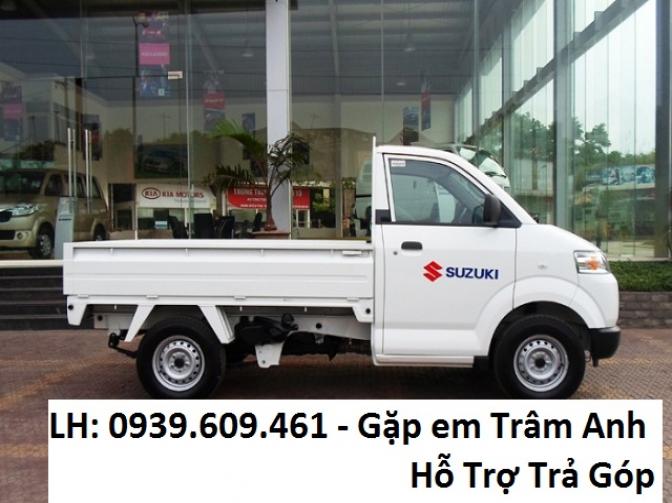 KIA MOTORS
SUZUKI
LH: 0939.609.461 - Gặp em Trâm Anh
Hỗ Trợ Trả Góp